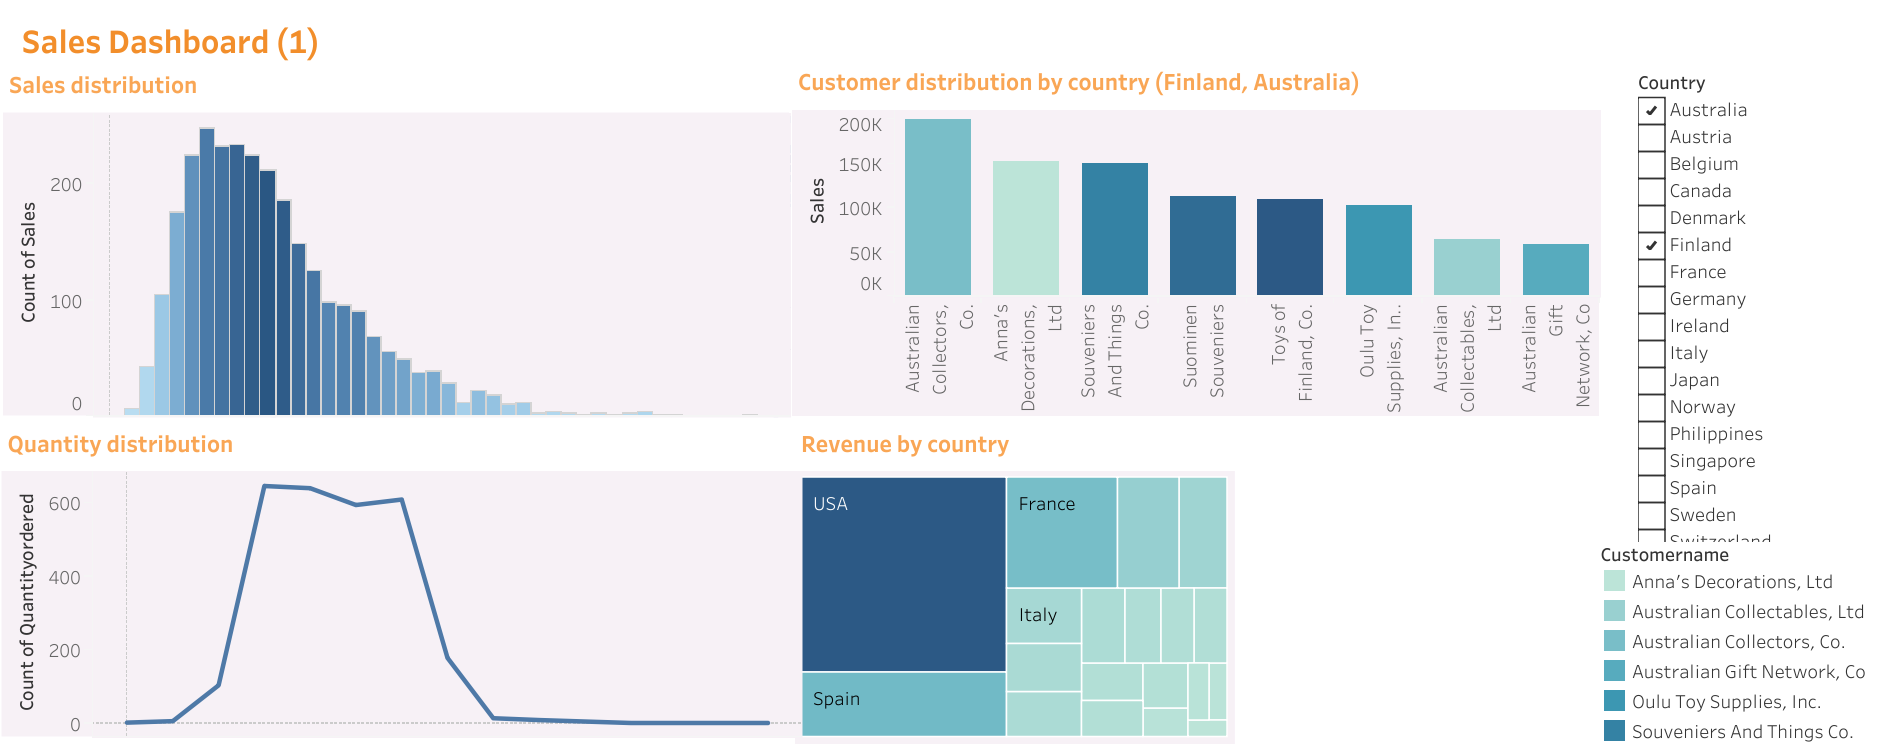 Sales Dashboard (1)
Sales distribution
Count of Sales
200
100
0
Customer distribution by country (Finland, Australia)
Sales
200K
150K
100K
50K
0K
Australian
Collectors,
Co.
Anna's
Decorations,
Ltd
Souveniers
And Things
Co.
Suominen
Souveniers
Toys of
Finland, Co.
Oulu Toy
Supplies, In..
Australian
Collectables,
Ltd
Australian
Gift
Network, Co
Country
Australia
Austria
Belgium
Canada
Denmark
Finland
France
Germany
Ireland
Italy
Japan
Norway
Philippines
Singapore
Spain
Sweden
Switzerland
Quantity distribution
Count of Quantityordered
600
400
200
0
Revenue by country
USA
Spain
France
Italy
Customername
Anna's Decorations, Ltd
Australian Collectables, Ltd
Australian Collectors, Co.
Australian Gift Network, Co
Oulu Toy Supplies, Inc.
Souveniers And Things Co.